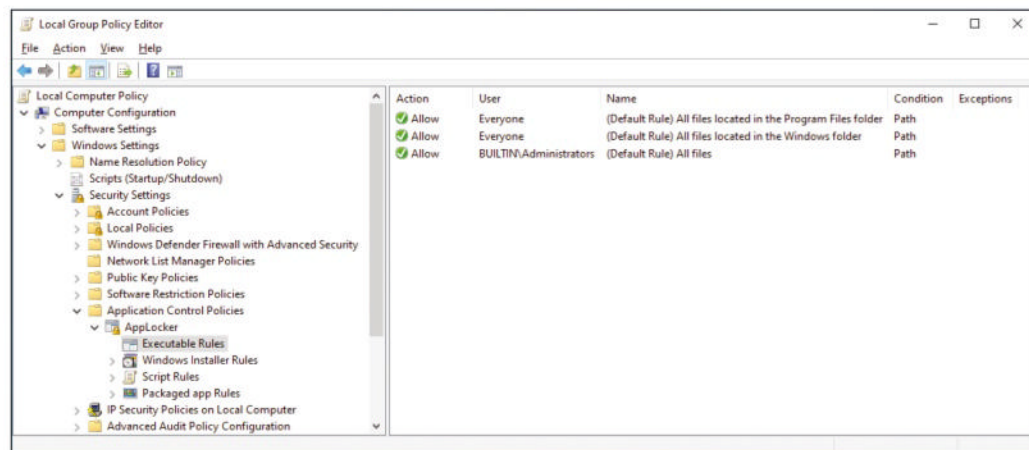 Local Group Policy Editor
File Action View Help
Local Computer Policy
Computer Configuration
Software Settings
Windows Settings
Name Resolution Policy
Scripts (Startup/Shutdown)
Security Settings
Account Policies
Local Policies
Windows Defender Firewall with Advanced Security
Network List Manager Policies
Public Key Policies
Software Restriction Policies
Application Control Policies
AppLocker
Executable Rules
Windows Installer Rules
Script Rules
Packaged app Rules
IP Security Policies on Local Computer
Advanced Audit Policy Configuration
Action User Name Condition Exceptions
Allow Everyone (Default Rule) All files located in the Program Files folder Path
Allow Everyone (Default Rule) All files located in the Windows folder Path
Allow BUILTIN\Administrators (Default Rule) All files Path